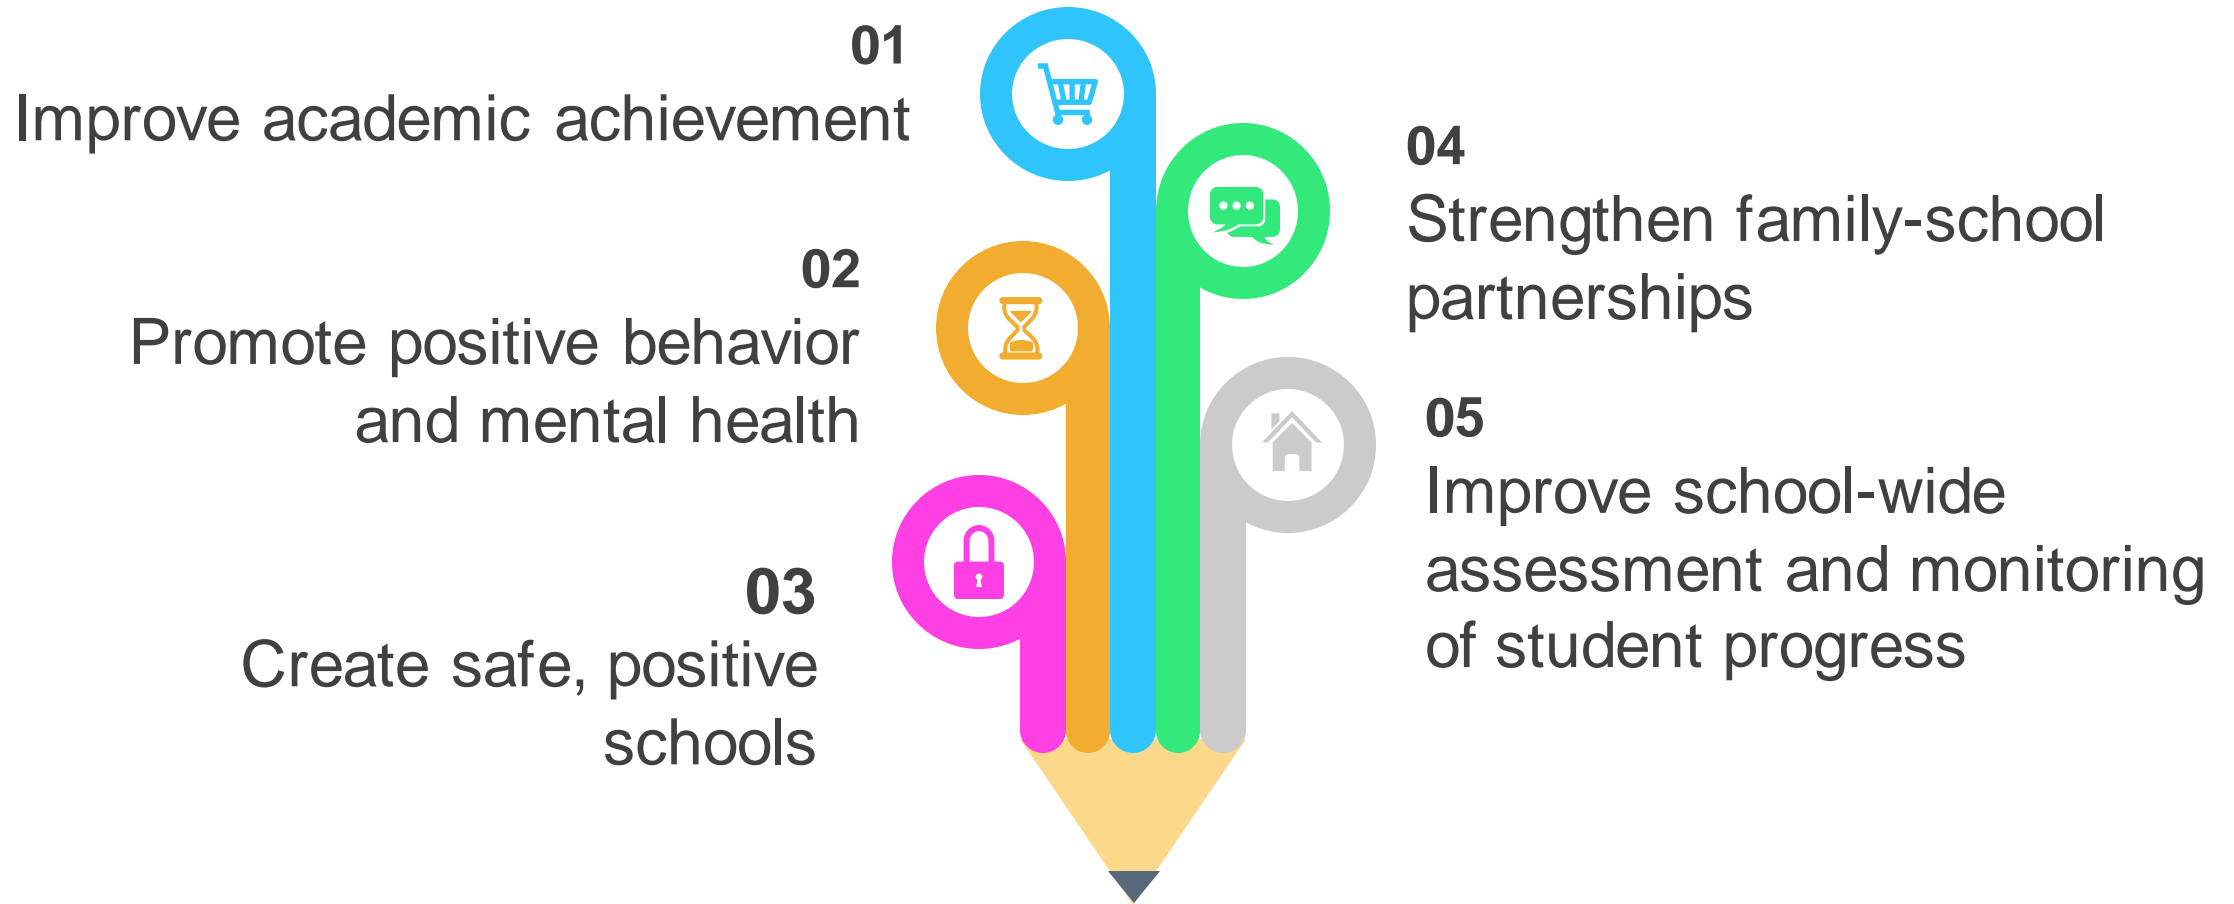 01
Improve academic achievement
02
Promote positive behavior
and mental health
03
Create safe, positive
schools
04
Strengthen family-school
partnerships
05
Improve school-wide
assessment and monitoring
of student progress